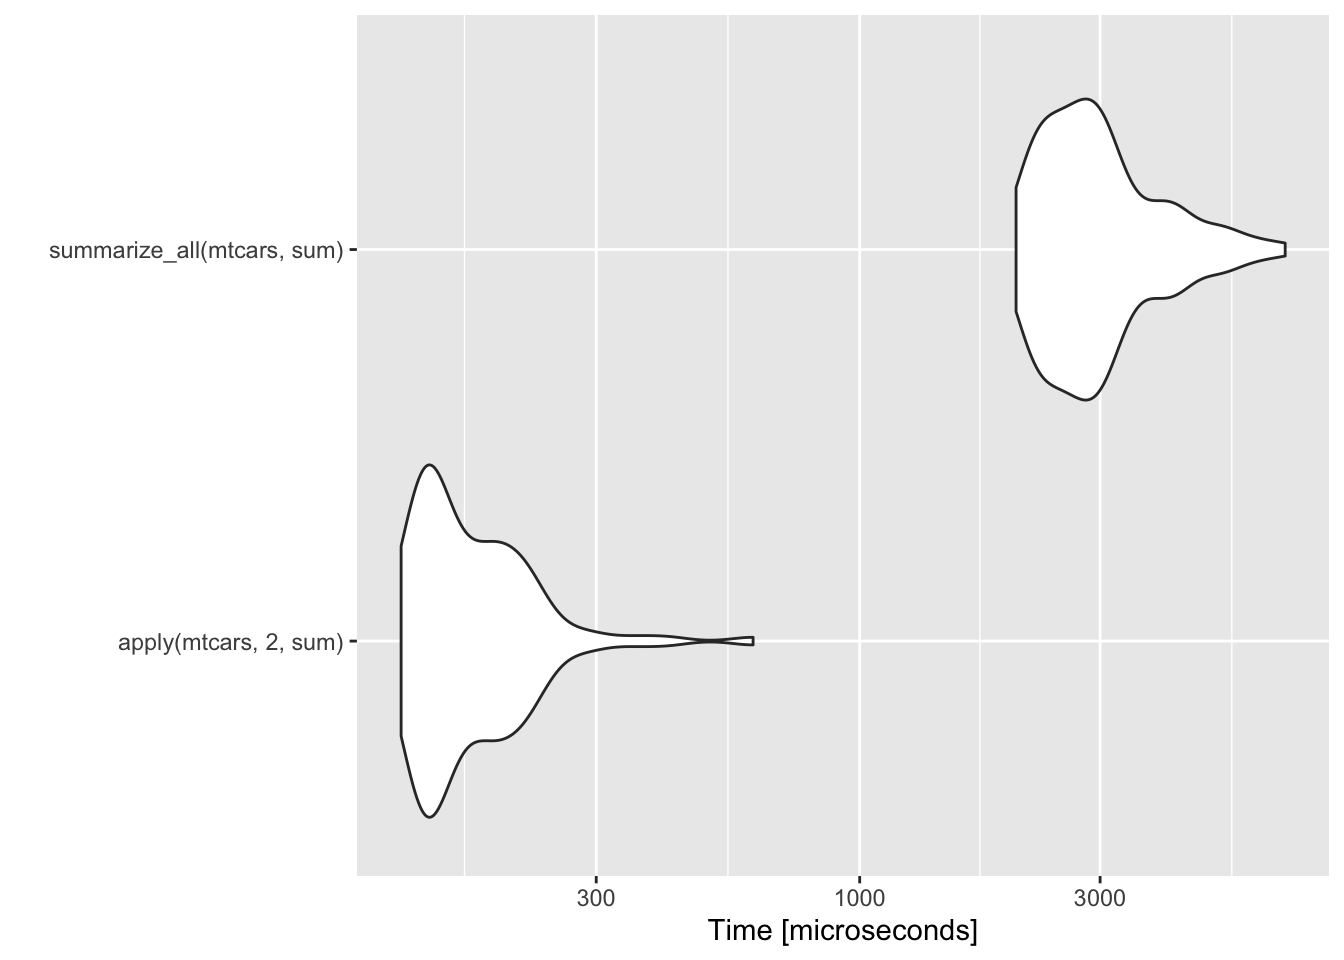 summarize_all(mtcars, sum)
apply(mtcars, 2, sum)
300 1000 3000
Time [microseconds]